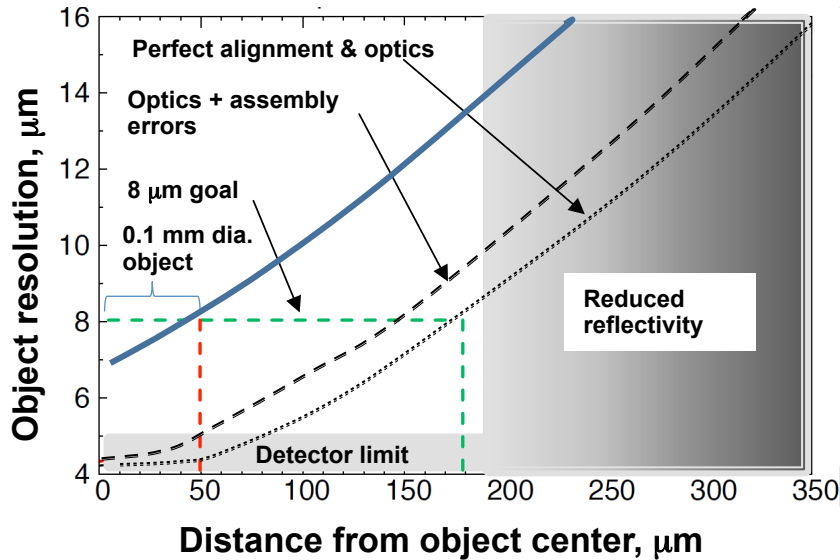 16
14
12
10
8
6
4
Object resolution, μm
Perfect alignment & optics
Optics + assembly
errors
8 μm goal
0.1 mm dia.
object
Reduced
reflectivity
Detector limit
0
50
100
150
200
250
300
350
Distance from object center, μm